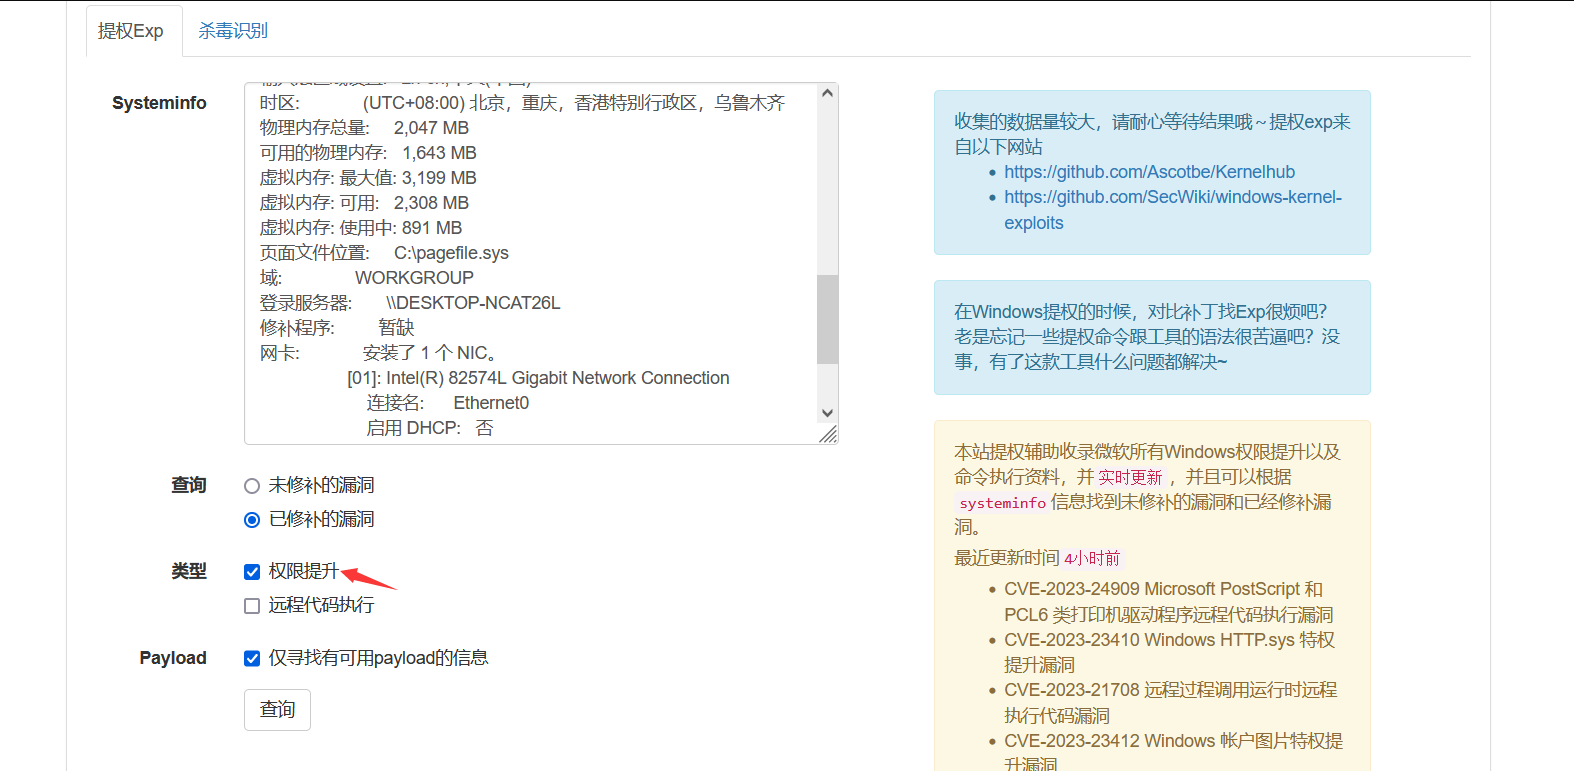 提权Exp
杀毒识别
Systeminfo
时区: (UTC+08:00) 北京，重庆，香港特别行政区，乌鲁木齐
物理内存总量: 2,047 MB
可用的物理内存: 1,643 MB
虚拟内存: 最大值: 3,199 MB
虚拟内存: 可用: 2,308 MB
虚拟内存: 使用中: 891 MB
页面文件位置: C:\pagefile.sys
域: WORKGROUP
登录服务器: \\DESKTOP-NCAT26L
修补程序: 暂缺
网卡: 安装了 1 个 NIC。
[01]: Intel(R) 82574L Gigabit Network Connection
连接名: Ethernet0
启用 DHCP: 否
查询
未修补的漏洞
已修补的漏洞
类型
权限提升
远程代码执行
Payload
仅寻找有可用payload的信息
查询
收集的数据量较大，请耐心等待结果哦～提权exp来
自以下网站
https://github.com/Ascotbe/Kernelhub
https://github.com/SecWiki/windows-kernel-
exploits
在Windows提权的时候，对比补丁找Exp很烦吧？
老是忘记一些提权命令跟工具的语法很苦逼吧？没
事，有了这款工具什么问题都解决~
本站提权辅助收录微软所有Windows权限提升以及
命令执行资料，并 实时更新 ，并且可以根据
systeminfo 信息找到未修补的漏洞和已经修补漏
洞。
最近更新时间 4小时前
CVE-2023-24909 Microsoft PostScript 和
PCL6 类打印机驱动程序远程代码执行漏洞
CVE-2023-23410 Windows HTTP.sys 特权
提升漏洞
CVE-2023-21708 远程过程调用运行时远程
执行代码漏洞
CVE-2023-23412 Windows 帐户图片特权提
升漏洞